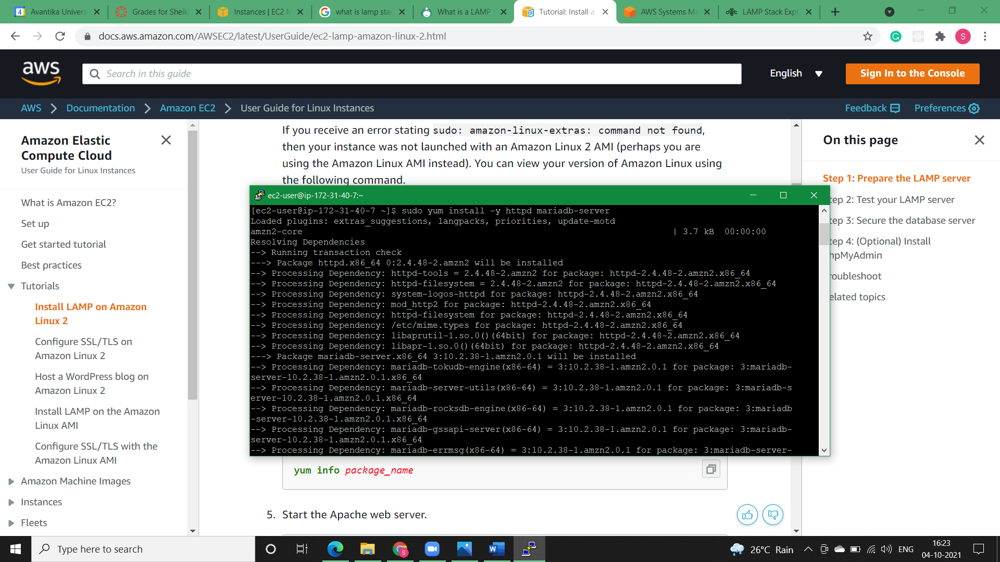 Avantika Univers
Grades for Sheikh
Instances | EC2 M
what is lamp stac
What is a LAMP s
Tutorial: Install a
AWS Systems Ma
LAMP Stack Expl
docs.aws.amazon.com/AWSEC2/latest/UserGuide/ec2-lamp-amazon-linux-2.html
S
aws
Search in this guide
English
Sign In to the Console
AWS
Documentation
Amazon EC2
User Guide for Linux Instances
Feedback
Preferences
Amazon Elastic
Compute Cloud
User Guide for Linux Instances
What is Amazon EC2?
Set up
Get started tutorial
Best practices
Tutorials
Install LAMP on Amazon
Linux 2
Configure SSL/TLS on
Amazon Linux 2
Host a WordPress blog on
Amazon Linux 2
Install LAMP on the Amazon
Linux AMI
Configure SSL/TLS with the
Amazon Linux AMI
Amazon Machine Images
Instances
Fleets
If you receive an error stating sudo: amazon-linux-extras: command not found,
then your instance was not launched with an Amazon Linux 2 AMI (perhaps you are
using the Amazon Linux AMI instead). You can view your version of Amazon Linux using
the following command.
ec2-user@ip-172-31-40-7:~
[ec2-user@ip-172-31-40-7 ~]$ sudo yum install -y httpd mariadb-server
Loaded plugins: extras_suggestions, langpacks, priorities, update-motd
amzn2-core | 3.7 kB 00:00:00
Resolving Dependencies
--> Running transaction check
---> Package httpd.x86_64 0:2.4.48-2.amzn2 will be installed
--> Processing Dependency: httpd-tools = 2.4.48-2.amzn2 for package: httpd-2.4.48-2.amzn2.x86_64
--> Processing Dependency: httpd-filesystem = 2.4.48-2.amzn2 for package: httpd-2.4.48-2.amzn2.x86_64
--> Processing Dependency: system-logos-httpd for package: httpd-2.4.48-2.amzn2.x86_64
--> Processing Dependency: mod_http2 for package: httpd-2.4.48-2.amzn2.x86_64
--> Processing Dependency: httpd-filesystem for package: httpd-2.4.48-2.amzn2.x86_64
--> Processing Dependency: /etc/mime.types for package: httpd-2.4.48-2.amzn2.x86_64
--> Processing Dependency: libaprutil-1.so.0()(64bit) for package: httpd-2.4.48-2.amzn2.x86_64
--> Processing Dependency: libapr-1.so.0()(64bit) for package: httpd-2.4.48-2.amzn2.x86_64
---> Package mariadb-server.x86_64 3:10.2.38-1.amzn2.0.1 will be installed
--> Processing Dependency: mariadb-tokudb-engine(x86-64) = 3:10.2.38-1.amzn2.0.1 for package: 3:mariadb-
server-10.2.38-1.amzn2.0.1.x86_64
--> Processing Dependency: mariadb-server-utils(x86-64) = 3:10.2.38-1.amzn2.0.1 for package: 3:mariadb-s
erver-10.2.38-1.amzn2.0.1.x86_64
--> Processing Dependency: mariadb-rocksdb-engine(x86-64) = 3:10.2.38-1.amzn2.0.1 for package: 3:mariadb
-server-10.2.38-1.amzn2.0.1.x86_64
--> Processing Dependency: mariadb-gssapi-server(x86-64) = 3:10.2.38-1.amzn2.0.1 for package: 3:mariadb-
server-10.2.38-1.amzn2.0.1.x86_64
--> Processing Dependency: mariadb-errmsg(x86-64) = 3:10.2.38-1.amzn2.0.1 for package: 3:mariadb-server-
yum info package_name
5. Start the Apache web server.
On this page
Step 1: Prepare the LAMP server
tep 2: Test your LAMP server
tep 3: Secure the database server
tep 4: (Optional) Install
hpMyAdmin
roubleshoot
elated topics
Type here to search
26°C Rain
ENG
16:23
04-10-2021